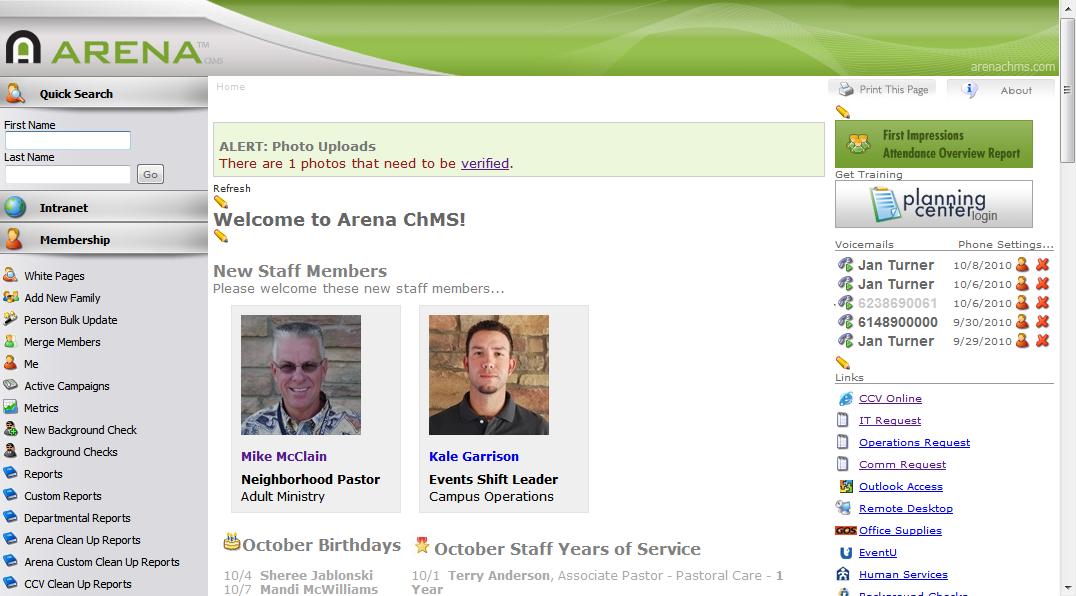 ARENA™
ChMS
arenachms.com
Quick Search
First Name
Last Name
Go
Intranet
Membership
White Pages
Add New Family
Person Bulk Update
Merge Members
Me
Active Campaigns
Metrics
New Background Check
Background Checks
Reports
Custom Reports
Departmental Reports
Arena Clean Up Reports
Arena Custom Clean Up Reports
CCV Clean Up Reports
Home
ALERT: Photo Uploads
There are 1 photos that need to be verified.
Refresh
Welcome to Arena ChMS!
New Staff Members
Please welcome these new staff members...
Mike McClain
Neighborhood Pastor
Adult Ministry
Kale Garrison
Events Shift Leader
Campus Operations
October Birthdays
10/4 Sheree Jablonski
10/7 Mandi McWilliams
October Staff Years of Service
10/1 Terry Anderson, Associate Pastor - Pastoral Care - 1
Year
Print This Page
About
First Impressions
Attendance Overview Report
Get Training
planning
center login
Voicemails Phone Settings...
Jan Turner 10/8/2010
Jan Turner 10/6/2010
6238690061 10/6/2010
6148900000 9/30/2010
Jan Turner 9/29/2010
Links
CCV Online
IT Request
Operations Request
Comm Request
Outlook Access
Remote Desktop
GOS Office Supplies
EventU
Human Services
Background Checks